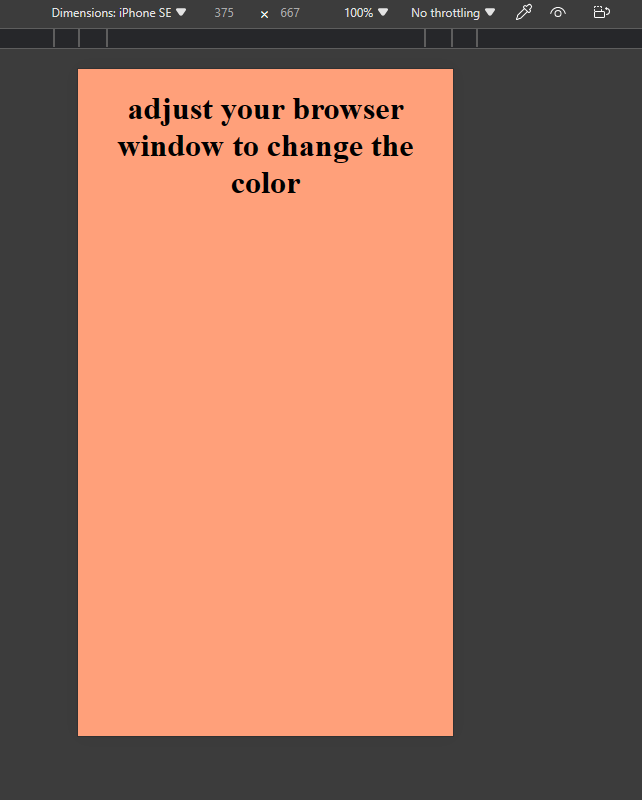 Dimensions: iPhone SE 375 × 667 100% No throttling
adjust your browser
window to change the
color